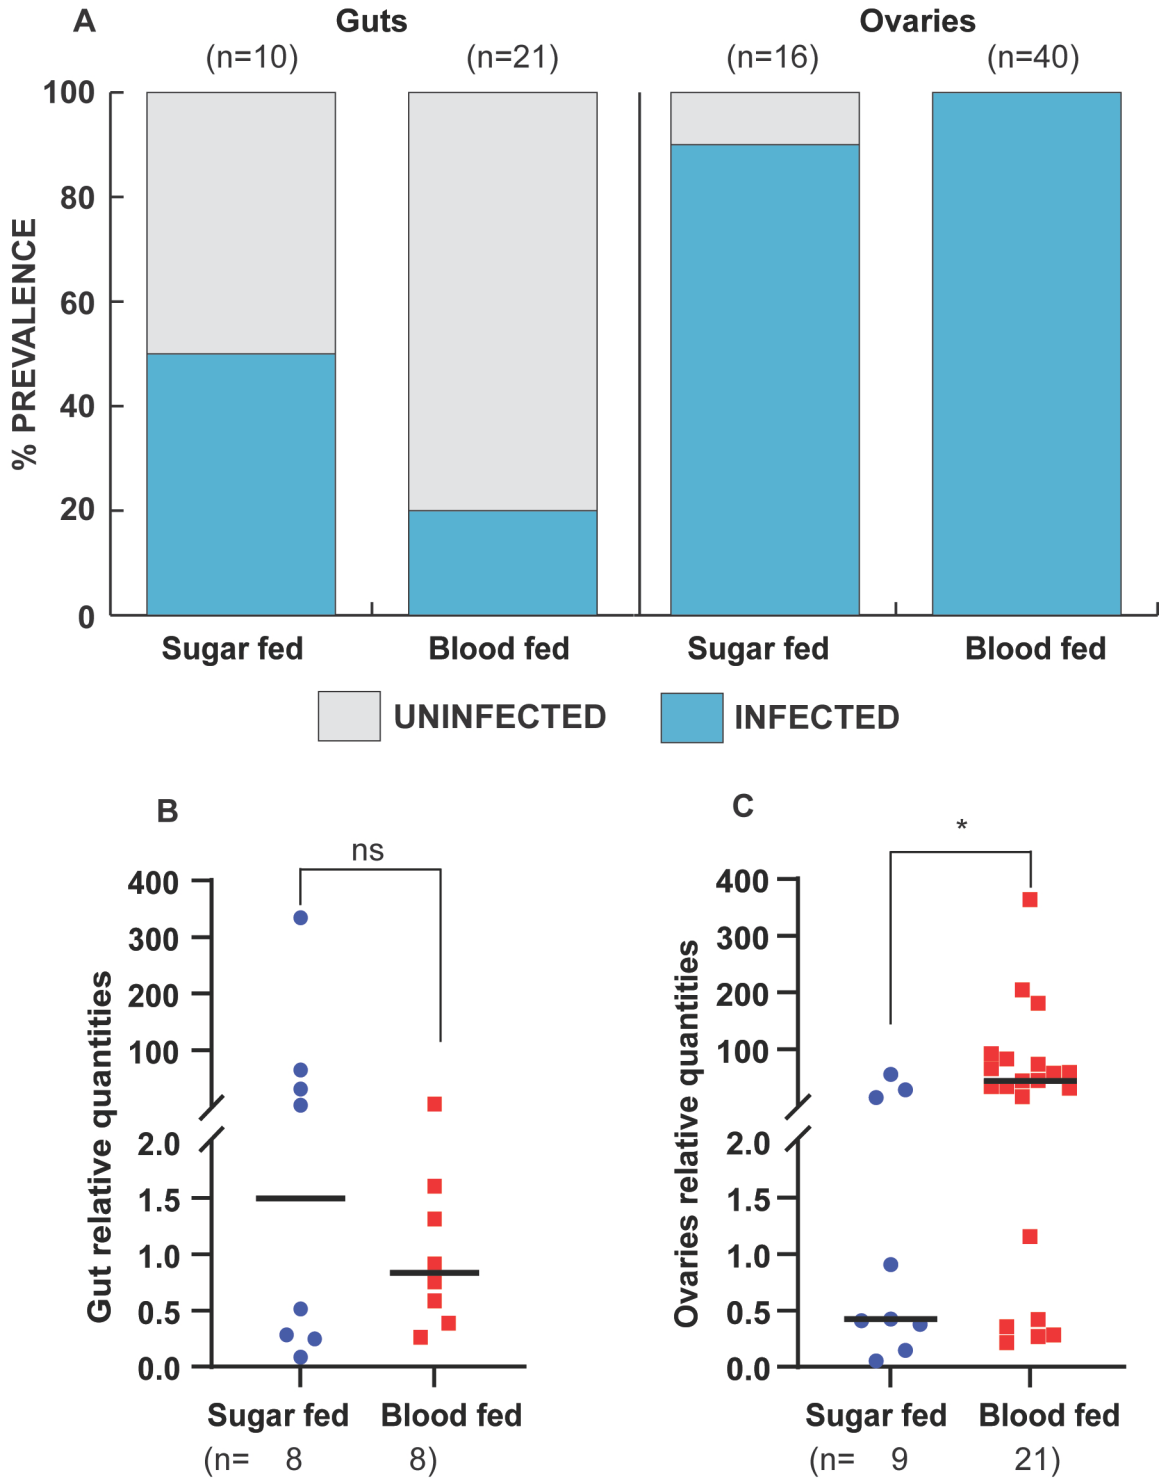 A Guts Ovaries
(n=10) (n=21) (n=16) (n=40)
% PREVALENCE
100
80
60
40
20
0
Sugar fed Blood fed Sugar fed Blood fed
UNINFECTED INFECTED
B
ns
Gut relative quantities
400
300
200
100
2.0
1.5
1.0
0.5
0.0
Sugar fed Blood fed
(n= 8 8)
C
*
Ovaries relative quantities
400
300
200
100
2.0
1.5
1.0
0.5
0.0
Sugar fed Blood fed
(n= 9 21)